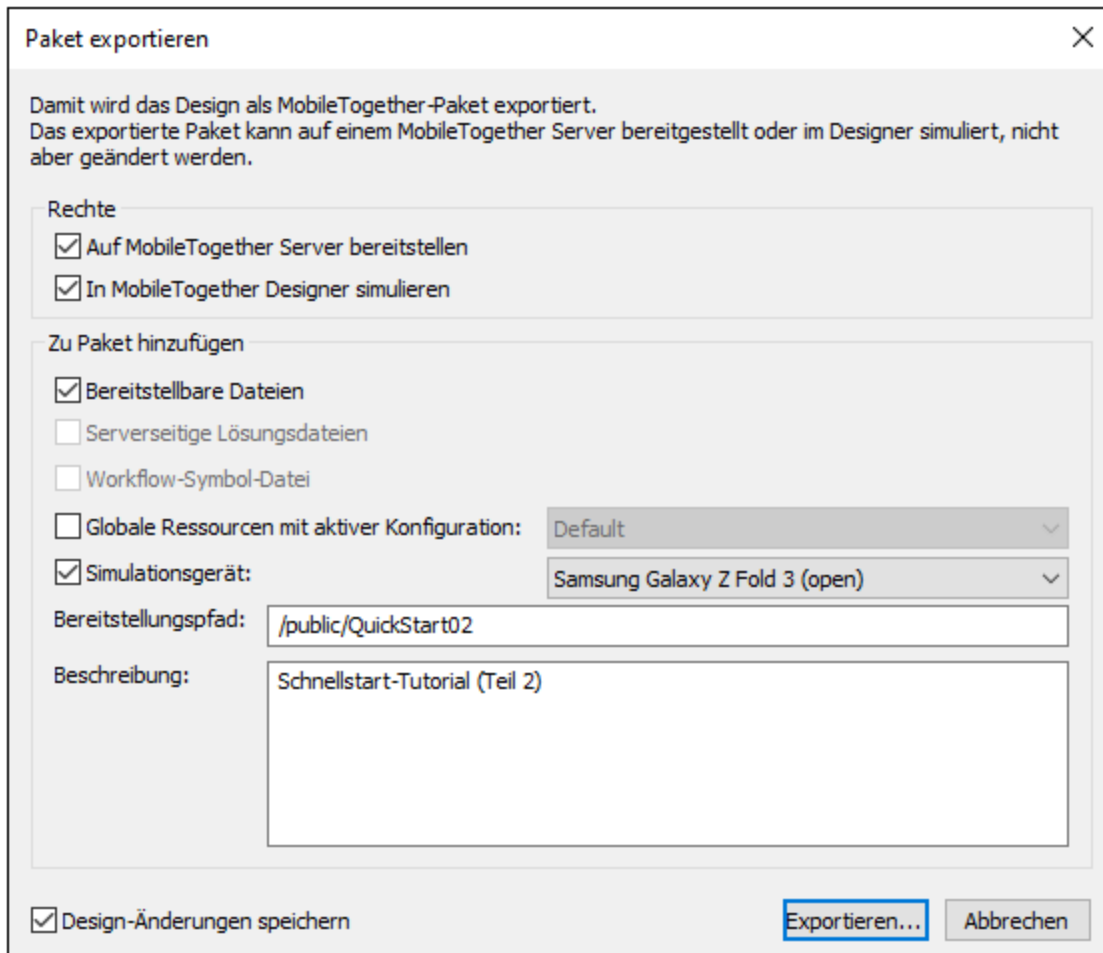 Paket exportieren
Damit wird das Design als MobileTogether-Paket exportiert.
Das exportierte Paket kann auf einem MobileTogether Server bereitgestellt oder im Designer simuliert, nicht
aber geändert werden.
Rechte
Auf MobileTogether Server bereitstellen
In MobileTogether Designer simulieren
Zu Paket hinzufügen
Bereitstellbare Dateien
Serverseitige Lösungsdateien
Workflow-Symbol-Datei
Globale Ressourcen mit aktiver Konfiguration: Default
Simulationsgerät: Samsung Galaxy Z Fold 3 (open)
Bereitstellungspfad: /public/QuickStart02
Beschreibung: Schnellstart-Tutorial (Teil 2)
Design-Änderungen speichern Exportieren... Abbrechen